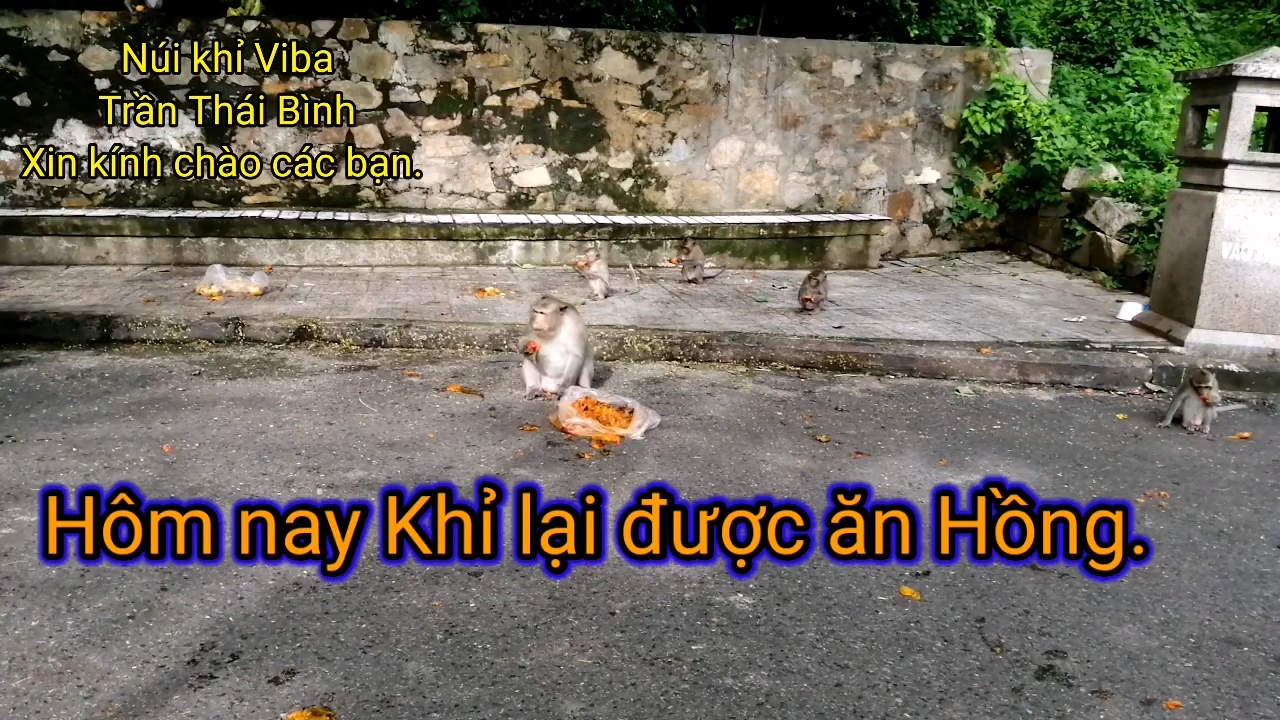 Núi khỉ Viba
Trần Thái Bình
Xin kính chào các bạn.
Hôm nay Khỉ lại được ăn Hồng.